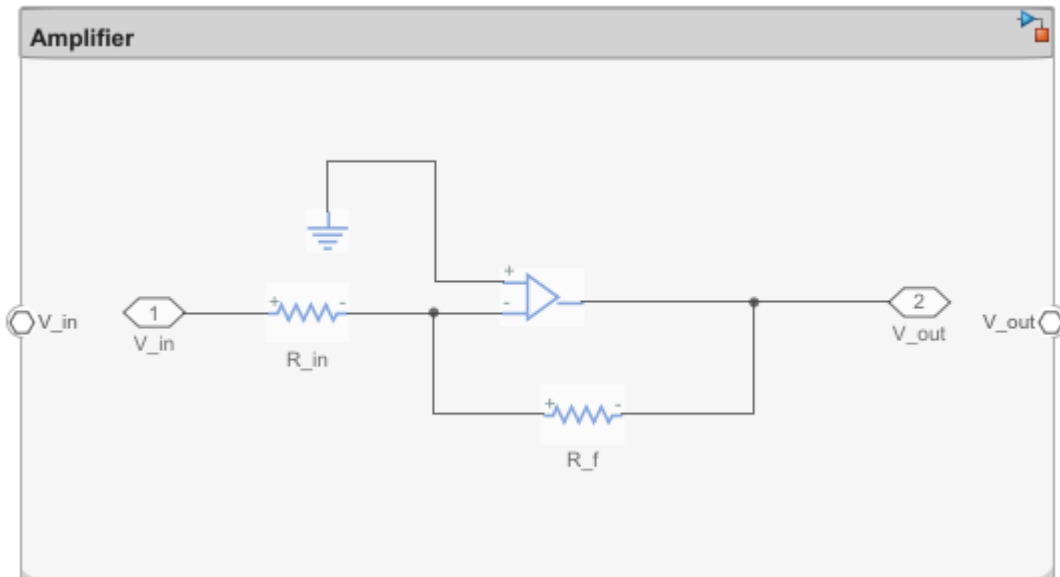 Amplifier
+
-
V_in
1
V_in
+
-
R_in
2
V_out
V_out
+
-
R_f